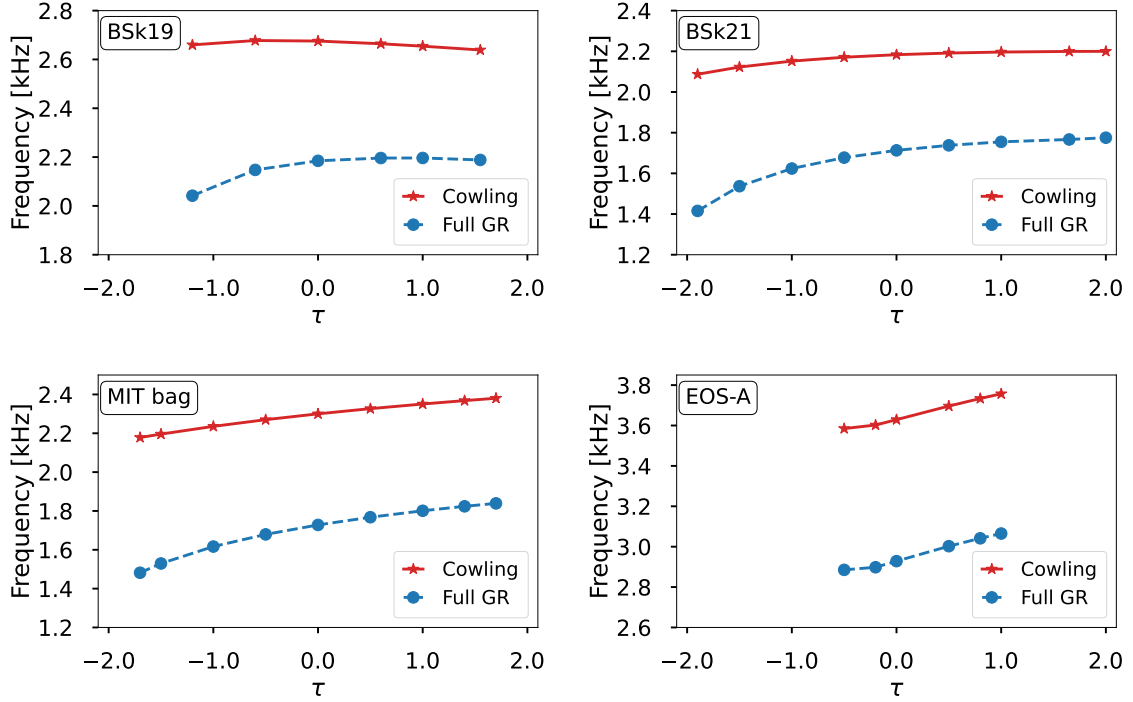 BSk19
Frequency [kHz]
2.8
2.6
2.4
2.2
2.0
1.8
Cowling
Full GR
−2.0 −1.0 0.0 1.0 2.0
τ
BSk21
Frequency [kHz]
2.4
2.2
2.0
1.8
1.6
1.4
1.2
Cowling
Full GR
−2.0 −1.0 0.0 1.0 2.0
τ
MIT bag
Frequency [kHz]
2.4
2.2
2.0
1.8
1.6
1.4
1.2
Cowling
Full GR
−2.0 −1.0 0.0 1.0 2.0
τ
EOS-A
Frequency [kHz]
3.8
3.6
3.4
3.2
3.0
2.8
2.6
Cowling
Full GR
−2.0 −1.0 0.0 1.0 2.0
τ